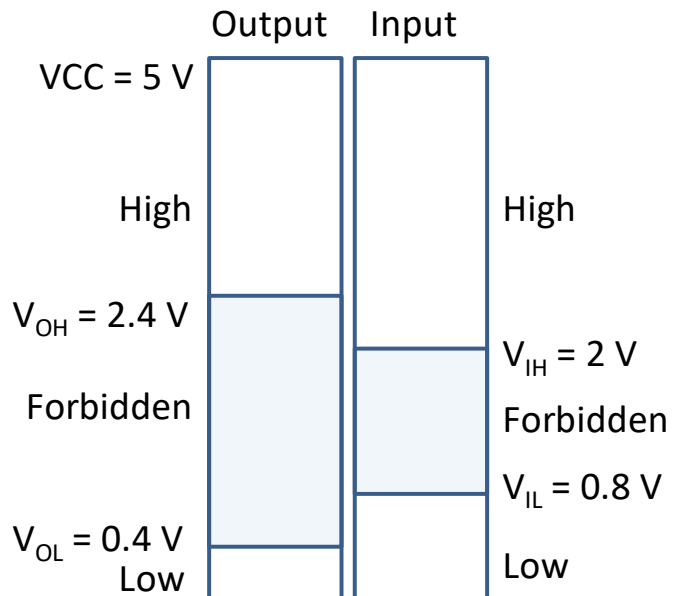 Output Input
VCC = 5 V
High High
VOH = 2.4 V
VIH = 2 V
Forbidden Forbidden
VIL = 0.8 V
VOL = 0.4 V
Low Low